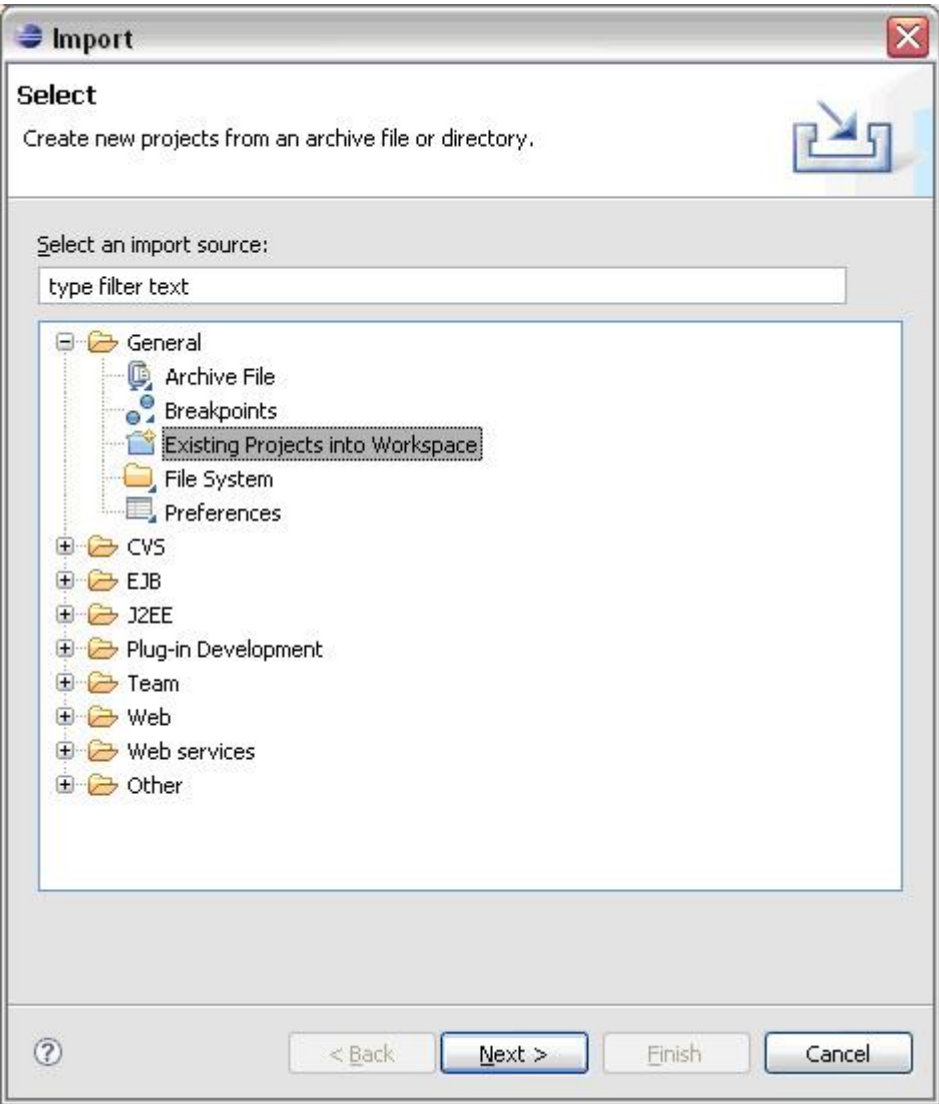 Import
Select
Create new projects from an archive file or directory.
Select an import source:
type filter text
General
Archive File
Breakpoints
Existing Projects into Workspace
File System
Preferences
CVS
EJB
J2EE
Plug-in Development
Team
Web
Web services
Other
? < Back Next > Finish Cancel